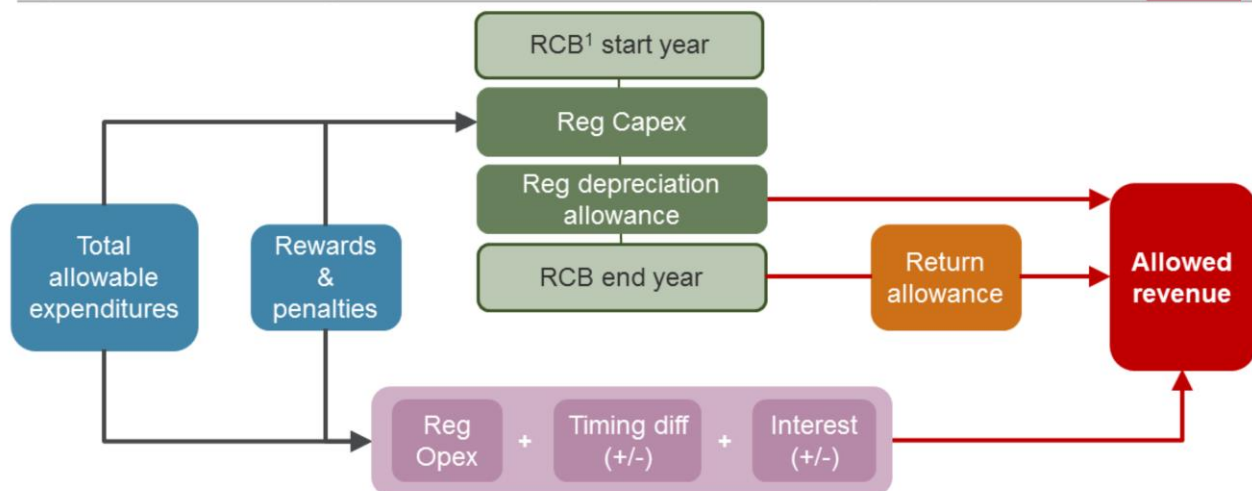 RCB¹ start year
Reg Capex
Reg depreciation
allowance
RCB end year
Total
allowable
expenditures
Rewards
&
penalties
Return
allowance
Allowed
revenue
Reg
Opex
+
Timing diff
(+/-)
+
Interest
(+/-)